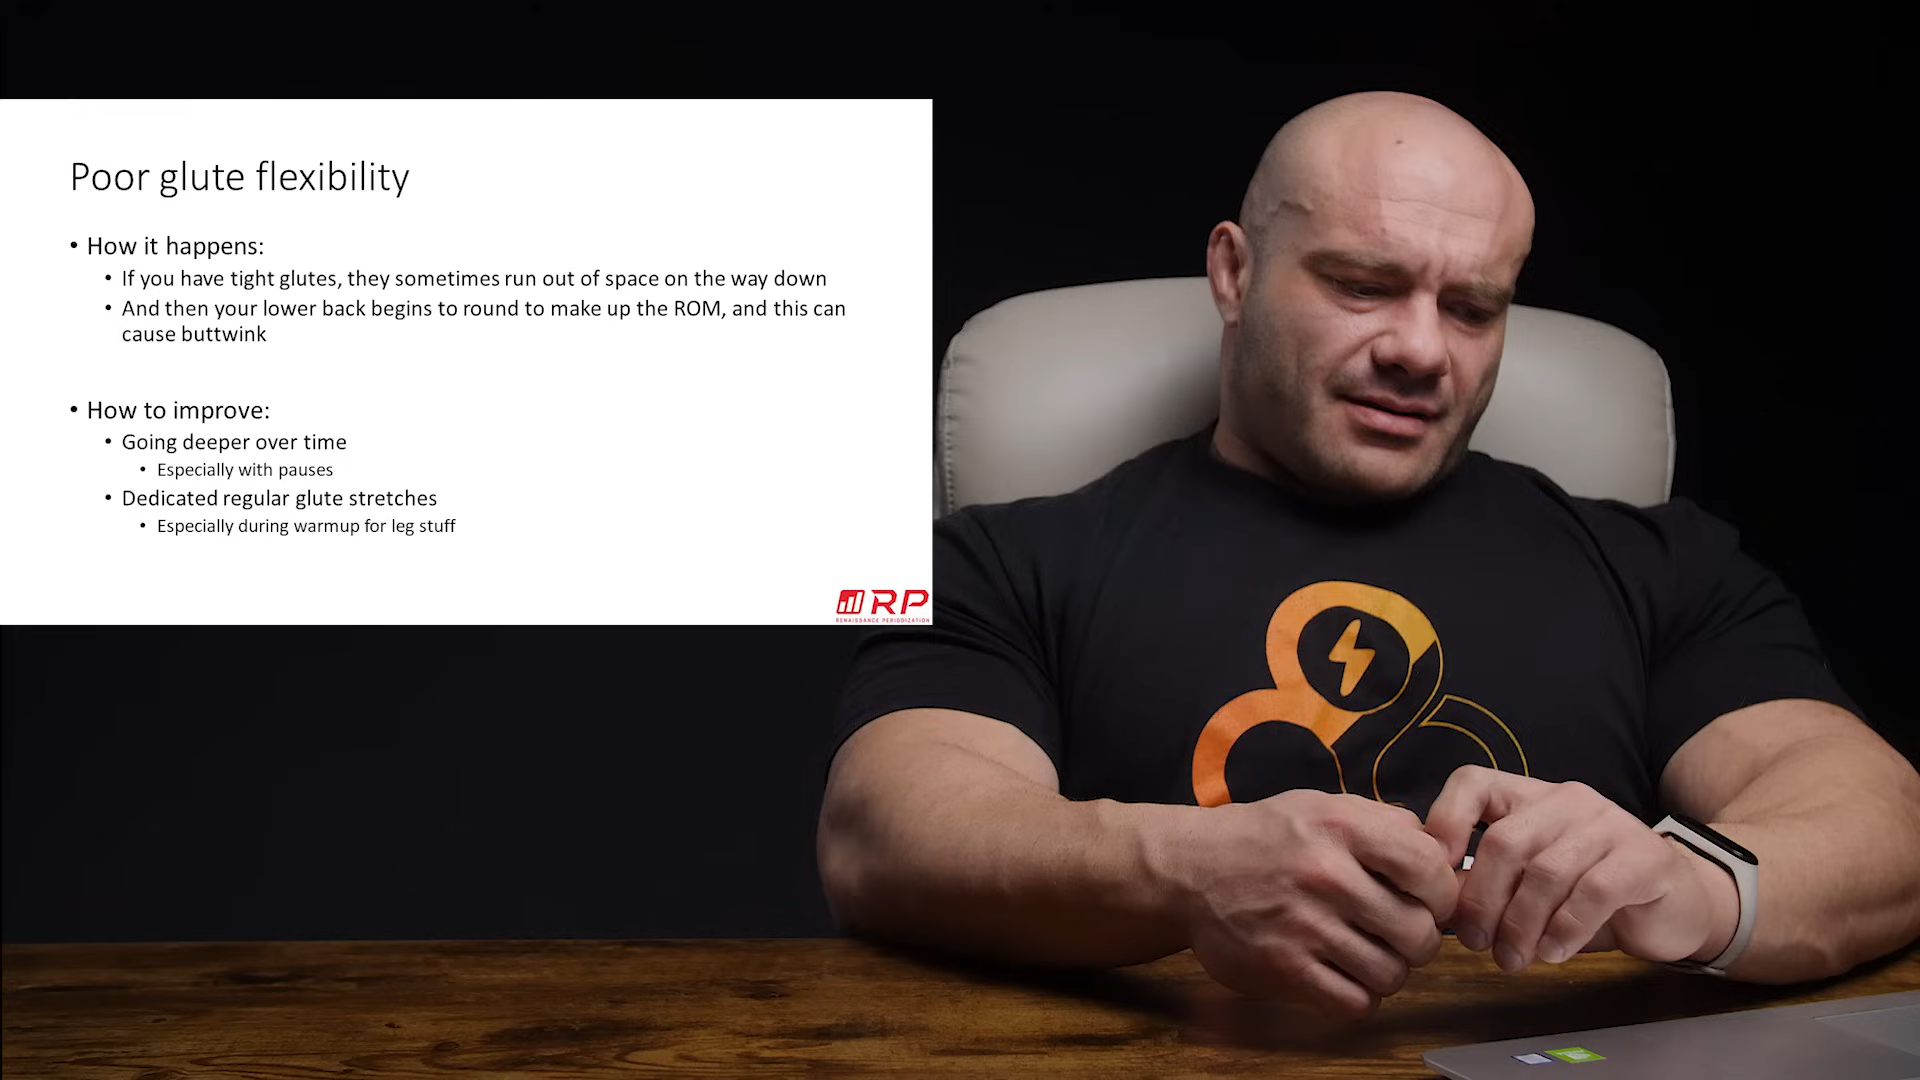 Poor glute flexibility
• How it happens:
• If you have tight glutes, they sometimes run out of space on the way down
• And then your lower back begins to round to make up the ROM, and this can
cause buttwink
• How to improve:
• Going deeper over time
• Especially with pauses
• Dedicated regular glute stretches
• Especially during warmup for leg stuff
RP
RENAISSANCE PERIODIZATION